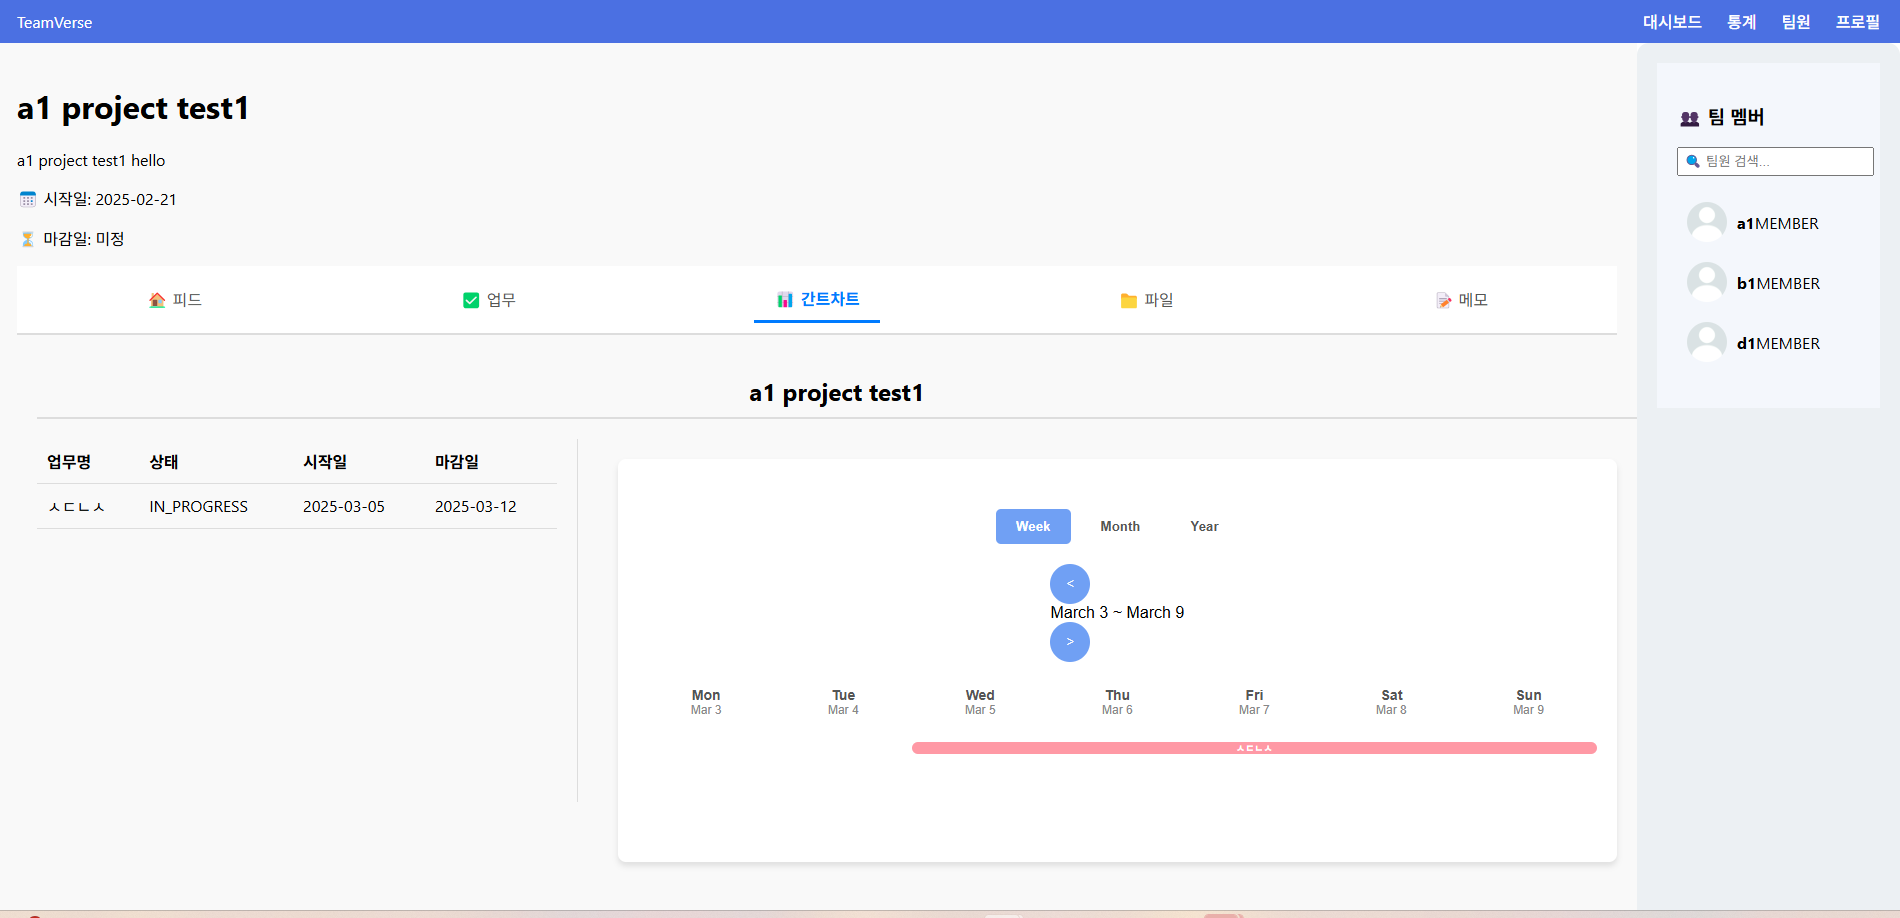 TeamVerse
대시보드 통계 팀원 프로필
a1 project test1
a1 project test1 hello
시작일: 2025-02-21
마감일: 미정
피드 업무 간트차트 파일 메모
a1 project test1
업무명 상태 시작일 마감일
ㅅㄷㄴㅅ IN_PROGRESS 2025-03-05 2025-03-12
Week Month Year
<
March 3 ~ March 9
>
Mon Tue Wed Thu Fri Sat Sun
Mar 3 Mar 4 Mar 5 Mar 6 Mar 7 Mar 8 Mar 9
ㅅㄷㄴㅅ
팀 멤버
팀원 검색...
a1MEMBER
b1MEMBER
d1MEMBER